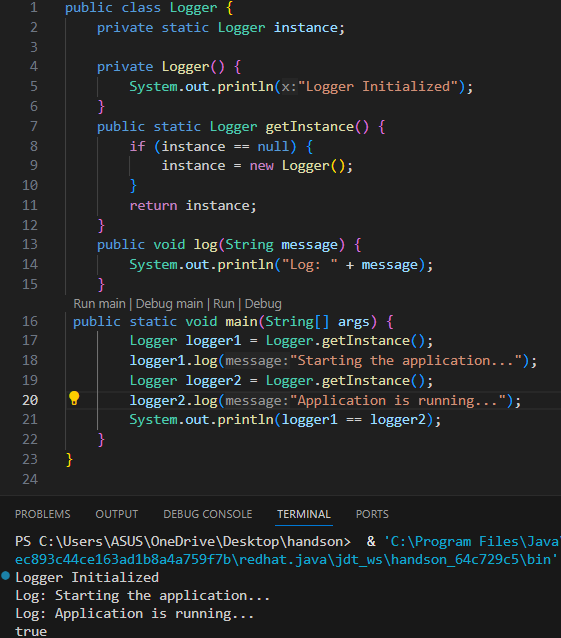 1 public class Logger {
2 private static Logger instance;
3
4 private Logger() {
5 System.out.println(x:"Logger Initialized");
6 }
7 public static Logger getInstance() {
8 if (instance == null) {
9 instance = new Logger();
10 }
11 return instance;
12 }
13 public void log(String message) {
14 System.out.println("Log: " + message);
15 }
Run main | Debug main | Run | Debug
16 public static void main(String[] args) {
17 Logger logger1 = Logger.getInstance();
18 logger1.log(message:"Starting the application...");
19 Logger logger2 = Logger.getInstance();
20 logger2.log(message:"Application is running...");
21 System.out.println(logger1 == logger2);
22 }
23 }
24
PROBLEMS OUTPUT DEBUG CONSOLE TERMINAL PORTS
PS C:\Users\ASUS\OneDrive\Desktop\handson> & 'C:\Program Files\Java
ec893c44ce163ad1b8a4a759f7b\redhat.java\jdt_ws\handson_64c729c5\bin'
Logger Initialized
Log: Starting the application...
Log: Application is running...
true